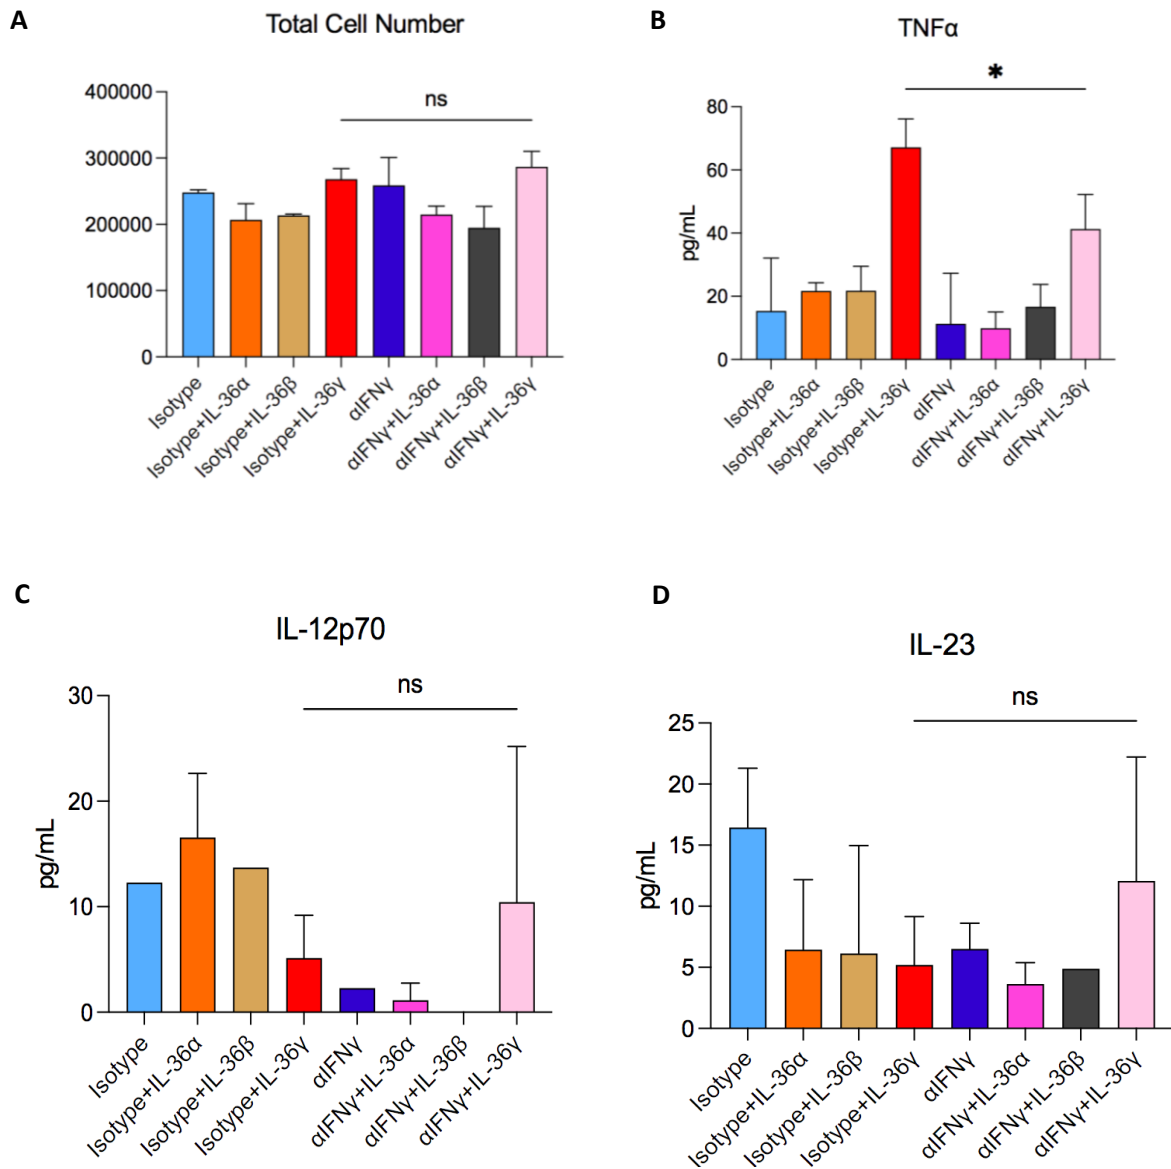 A
Total Cell Number
400000
300000
200000
100000
0
ns
Isotype
Isotype+IL-36α
Isotype+IL-36β
Isotype+IL-36γ
αIFNγ
αIFNγ+IL-36α
αIFNγ+IL-36β
αIFNγ+IL-36γ
B
TNFα
*
pg/mL
80
60
40
20
0
Isotype
Isotype+IL-36α
Isotype+IL-36β
Isotype+IL-36γ
αIFNγ
αIFNγ+IL-36α
αIFNγ+IL-36β
αIFNγ+IL-36γ
C
IL-12p70
ns
pg/mL
30
20
10
0
Isotype
Isotype+IL-36α
Isotype+IL-36β
Isotype+IL-36γ
αIFNγ
αIFNγ+IL-36α
αIFNγ+IL-36β
αIFNγ+IL-36γ
D
IL-23
ns
pg/mL
25
20
15
10
5
0
Isotype
Isotype+IL-36α
Isotype+IL-36β
Isotype+IL-36γ
αIFNγ
αIFNγ+IL-36α
αIFNγ+IL-36β
αIFNγ+IL-36γ